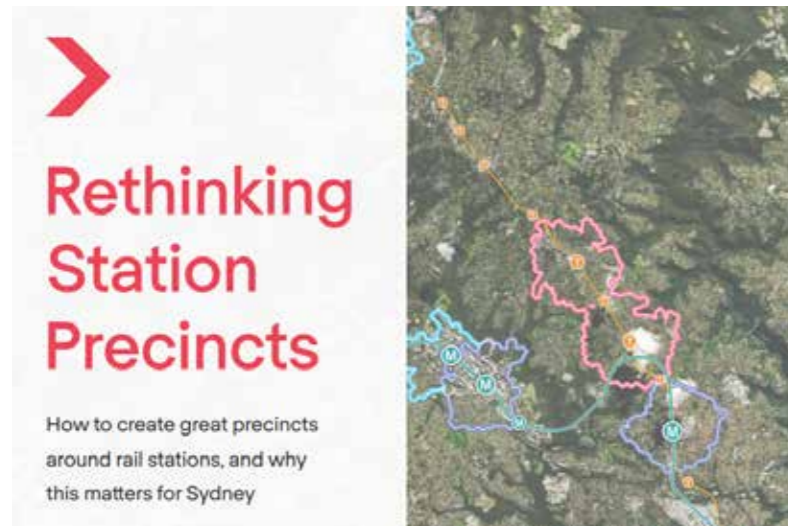 Rethinking
Station
Precincts
How to create great precincts
around rail stations, and why
this matters for Sydney
M
M
M
M